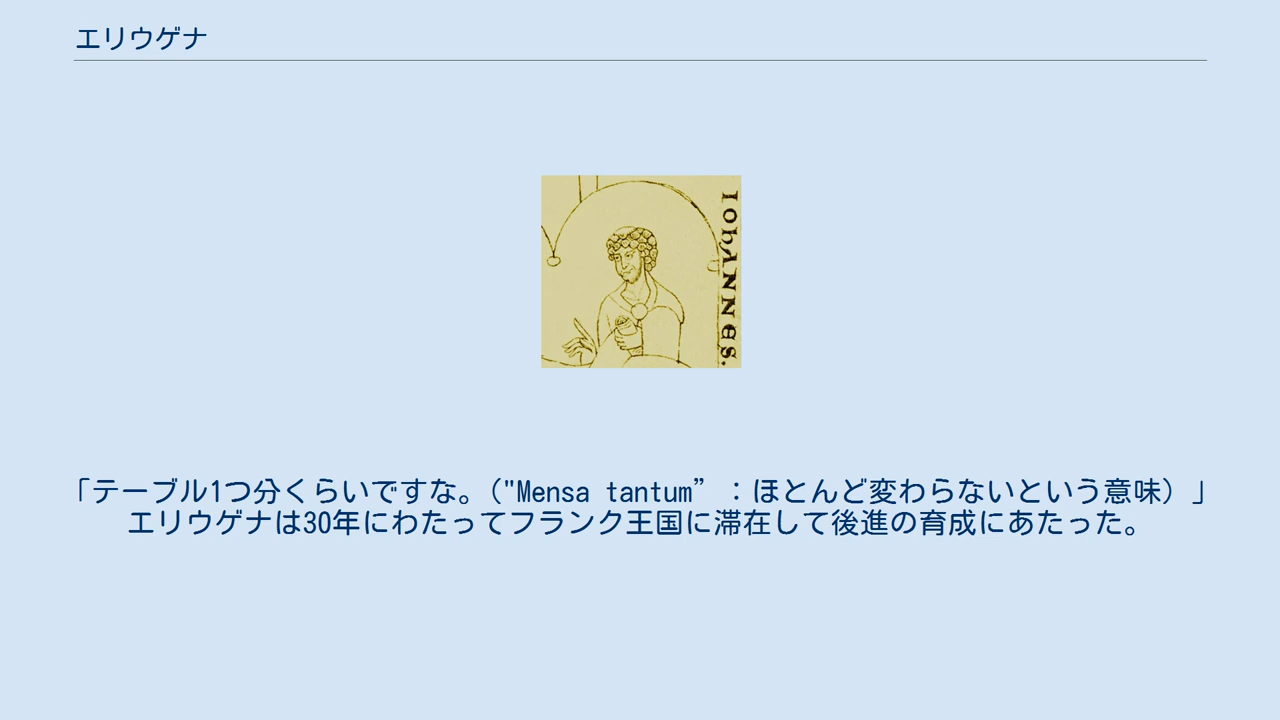 エリウゲナ
IohANNES.
「テーブル1つ分くらいですな。("Mensa tantum”：ほとんど変わらないという意味）」
エリウゲナは30年にわたってフランク王国に滞在して後進の育成にあたった。